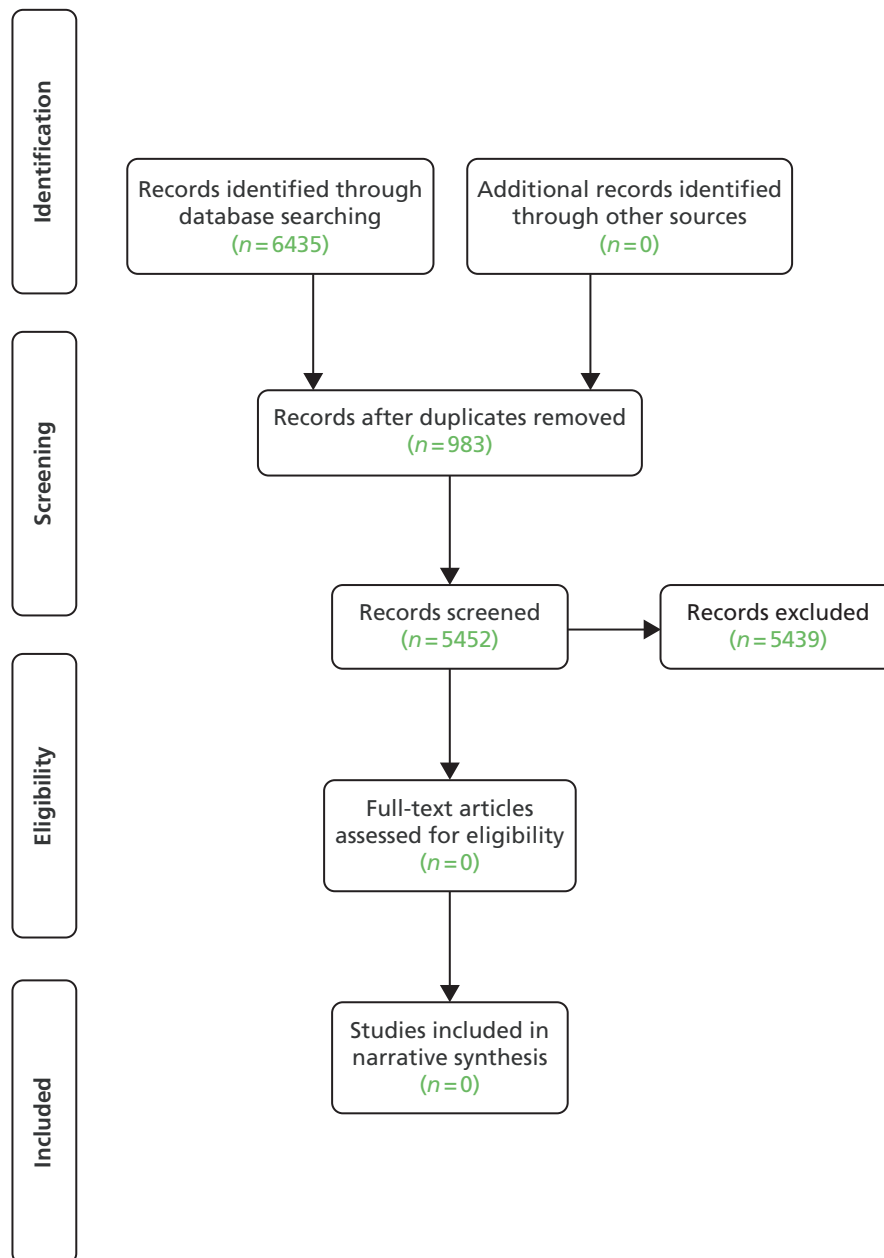 Identification
Records identified through
database searching
(n=6435)
Additional records identified
through other sources
(n=0)
Screening
Records after duplicates removed
(n=983)
Records screened
(n=5452)
Records excluded
(n=5439)
Eligibility
Full-text articles
assessed for eligibility
(n=0)
Included
Studies included in
narrative synthesis
(n=0)